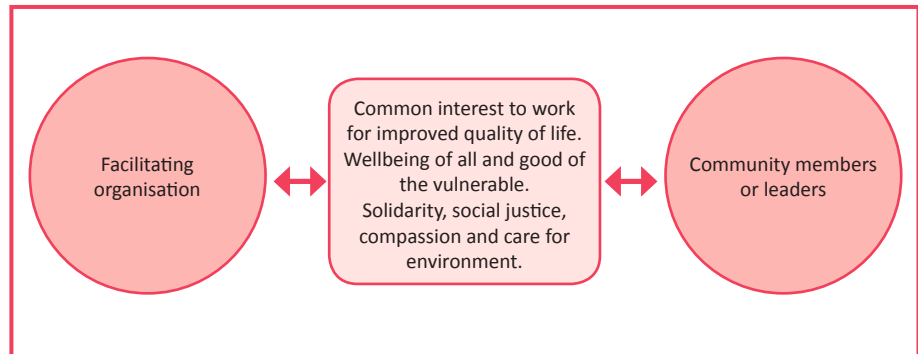 Facilitating
organisation
Common interest to work
for improved quality of life.
Wellbeing of all and good of
the vulnerable.
Solidarity, social justice,
compassion and care for
environment.
Community members
or leaders